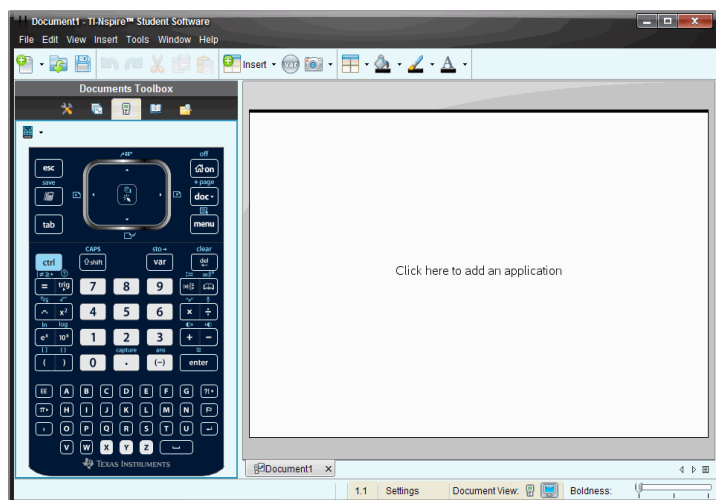 Document1 - TI-Nspire™ Student Software
File Edit View Insert Tools Window Help
Insert
VAR
A
Documents Toolbox
off
esc
on
save
+ page
doc
tab
menu
CAPS
sto→
clear
ctrl
⇧shift
var
del
= trig 7 8 9
^ x² 4 5 6 × ÷
ln log
eˣ 10ˣ 1 2 3 + −
capture ans
( ) 0 . (−) enter
EE A B C D E F G ?!▸
π▸ H I J K L M N
, O P Q R S T U ↵
V W X Y Z
TEXAS INSTRUMENTS
Click here to add an application
Document1 X
1.1 Settings Document View: Boldness: